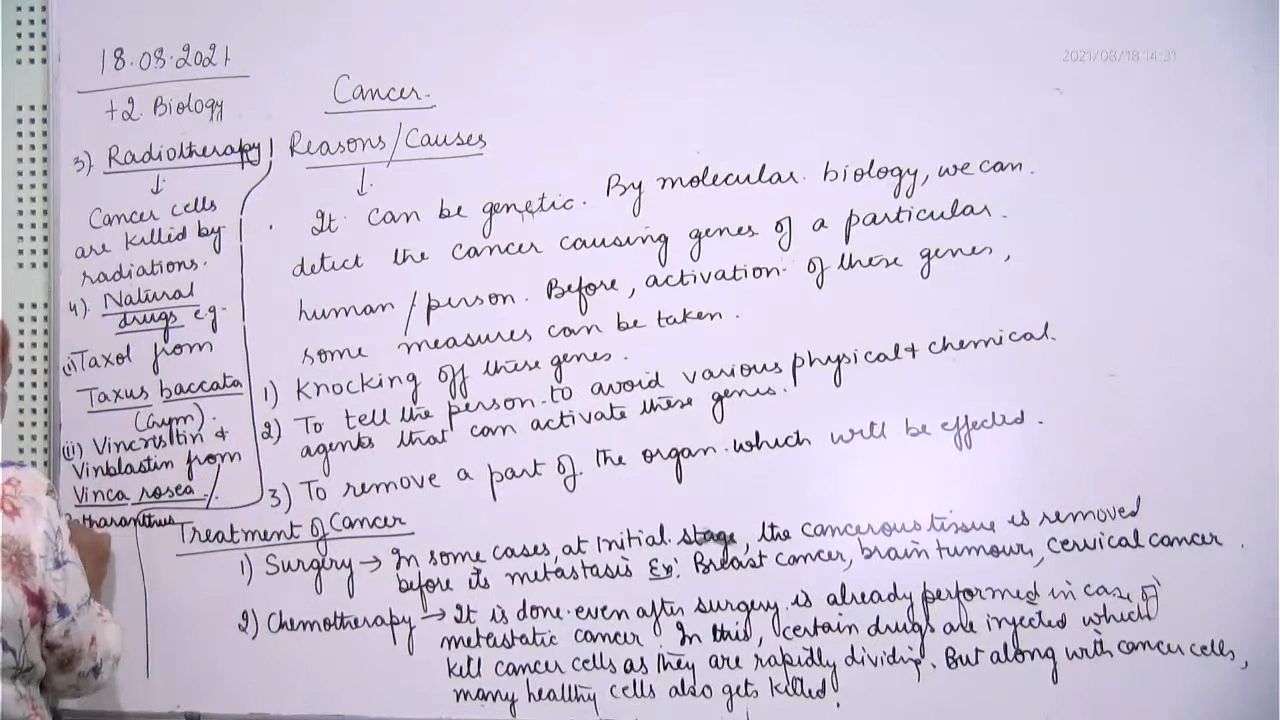 18.08.2021
+2 Biology
2021/08/18 14:31
Cancer.
Reasons/Causes
↓
It can be genetic. By molecular biology, we can
detect the cancer causing genes of a particular
human/person. Before, activation of these genes,
some measures can be taken.
1) Knocking off these genes.
2) To tell the person to avoid various physical + chemical
agents that can activate these genes.
3) To remove a part of the organ which will be effected.
Treatment of Cancer
1) Surgery → In some cases, at initial stage, the cancerous tissue is removed
before its metastasis Ex: Breast cancer, brain tumour, cervical cancer.
2) Chemotherapy → It is done even after surgery is already performed in case of
metastatic cancer. In this, certain drugs are injected which
kill cancer cells as they are rapidly dividing. But along with cancer cells,
many healthy cells also gets killed.
3) Radiotherapy
↓
Cancer cells
are killed by
radiations.
4) Natural
drugs e.g.
(i) Taxol from
Taxus baccata
(Gym).
(ii) Vincristin +
Vinblastin from
Vinca rosea/